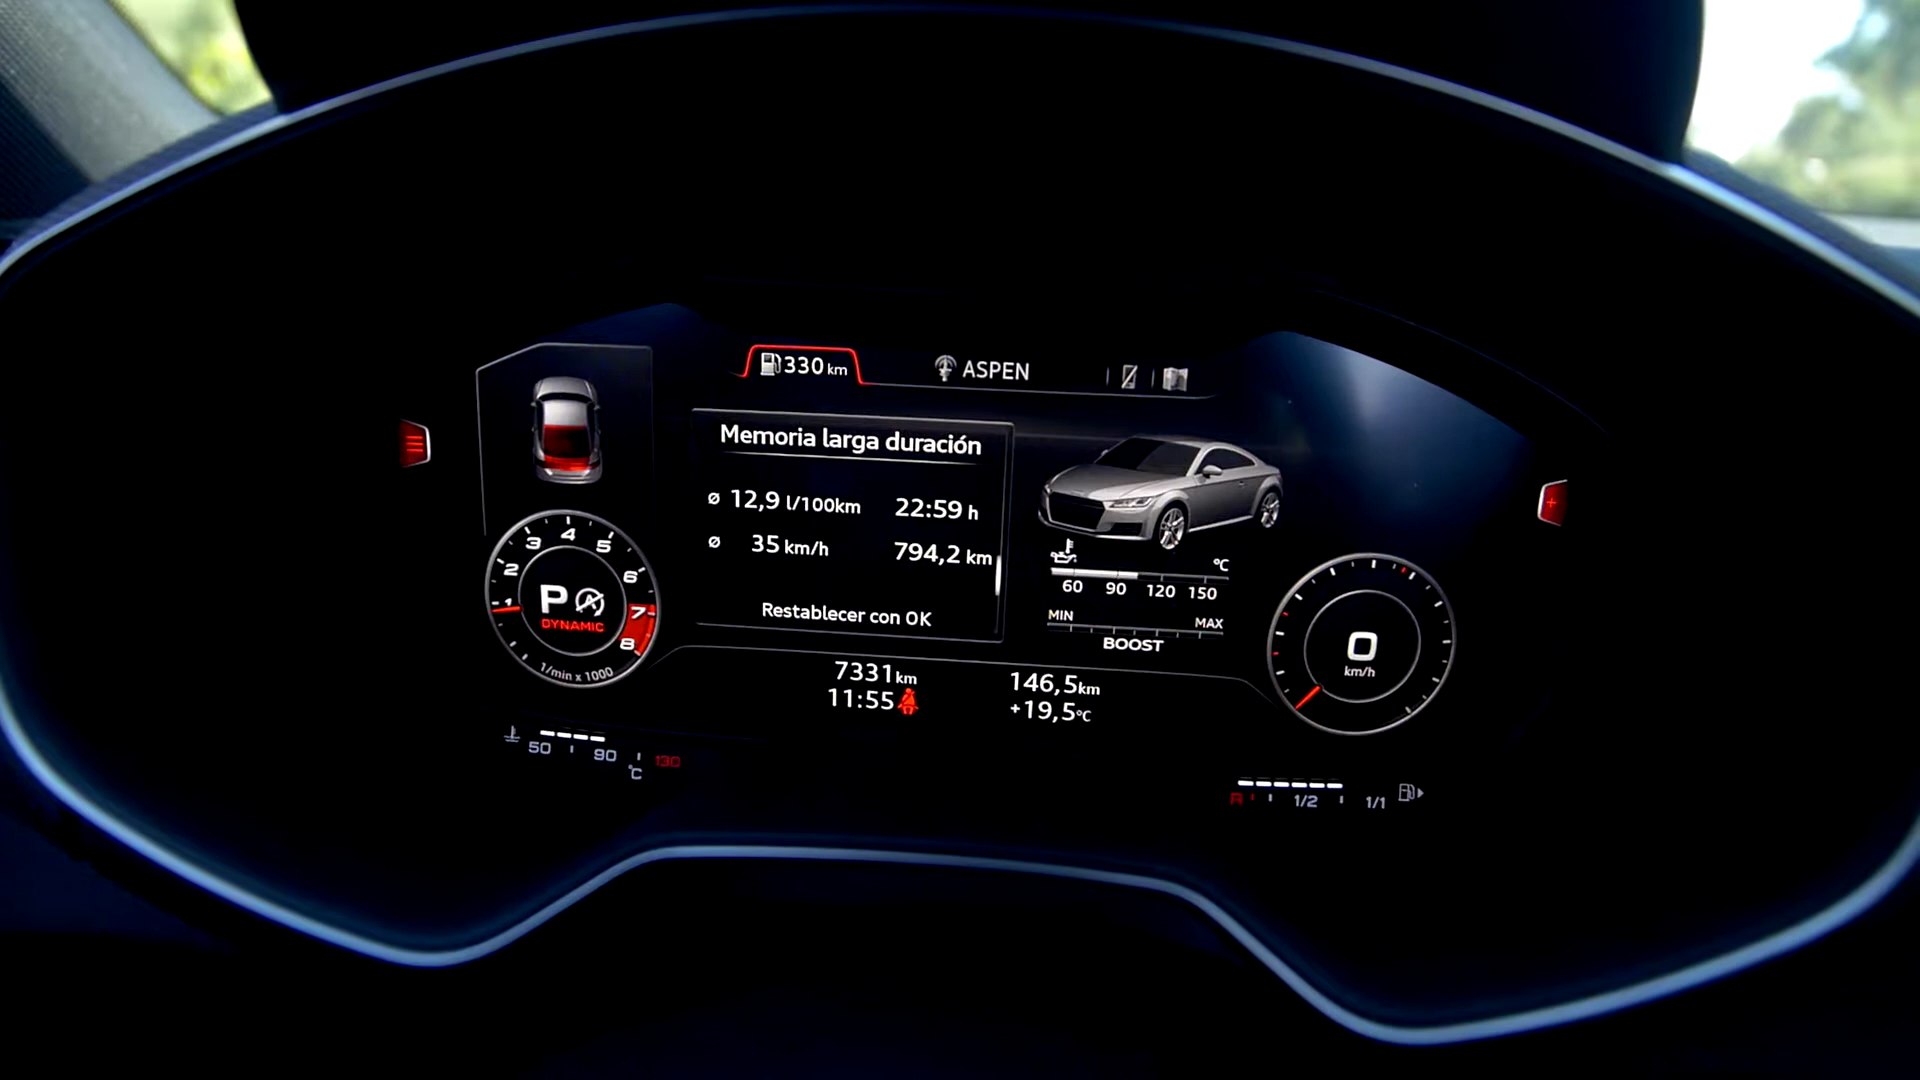 330 km
ASPEN
Memoria larga duración
ø 12,9 l/100km 22:59 h
ø 35 km/h 794,2 km
Restablecer con OK
°C
60 90 120 150
MIN MAX
BOOST
1 2 3 4 5 6 7 8
P A
DYNAMIC
1/min x 1000
0
km/h
7331 km 146,5 km
11:55 +19,5 °C
50 90 130
°C
R 1/2 1/1